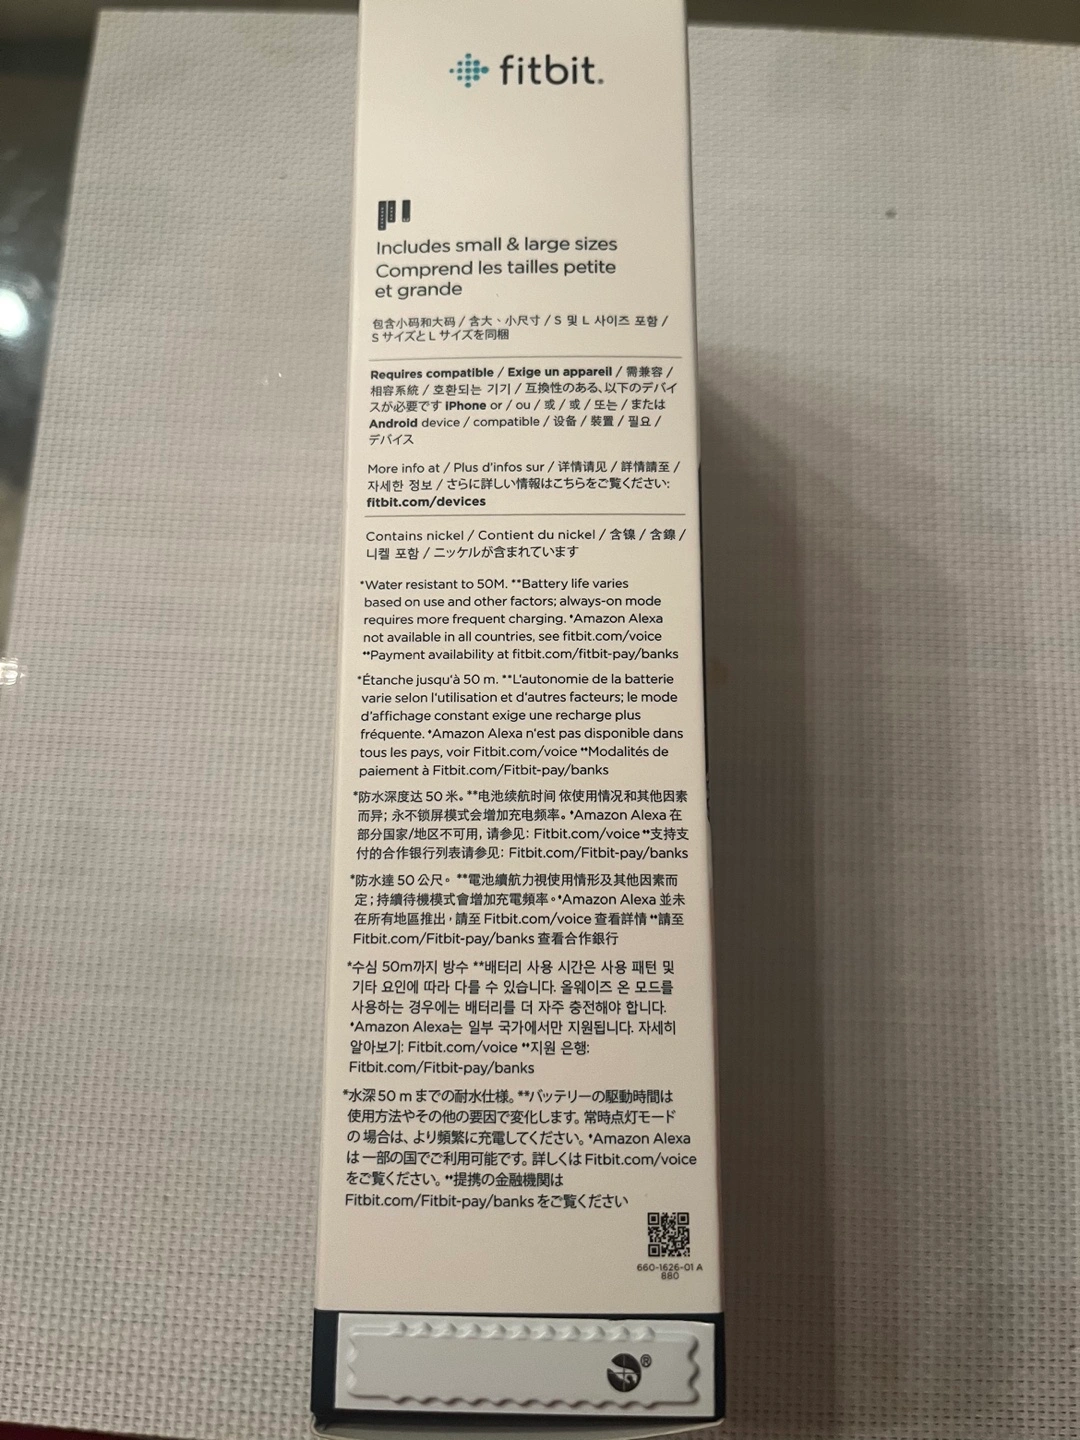 fitbit.
Includes small & large sizes
Comprend les tailles petite
et grande
包含小码和大码 / 含大、小尺寸 / S 및 L 사이즈 포함 /
S サイズと L サイズを同梱
Requires compatible / Exige un appareil / 需兼容 /
相容系統 / 호환되는 기기 / 互換性のある、以下のデバイ
スが必要です iPhone or / ou / 或 / 或 / 또는 / または
Android device / compatible / 设备 / 裝置 / 필요 /
デバイス
More info at / Plus d'infos sur / 详情请见 / 詳情請至 /
자세한 정보 / さらに詳しい情報はこちらをご覧ください:
fitbit.com/devices
Contains nickel / Contient du nickel / 含镍 / 含鎳 /
니켈 포함 / ニッケルが含まれています
*Water resistant to 50M. **Battery life varies
based on use and other factors; always-on mode
requires more frequent charging. ♦Amazon Alexa
not available in all countries, see fitbit.com/voice
♦♦Payment availability at fitbit.com/fitbit-pay/banks
*Étanche jusqu'à 50 m. **L'autonomie de la batterie
varie selon l'utilisation et d'autres facteurs; le mode
d'affichage constant exige une recharge plus
fréquente. ♦Amazon Alexa n'est pas disponible dans
tous les pays, voir Fitbit.com/voice ♦♦Modalités de
paiement à Fitbit.com/Fitbit-pay/banks
*防水深度达 50 米。**电池续航时间 依使用情况和其他因素
而异; 永不锁屏模式会增加充电频率。♦Amazon Alexa 在
部分国家/地区不可用, 请参见: Fitbit.com/voice ♦♦支持支
付的合作银行列表请参见: Fitbit.com/Fitbit-pay/banks
*防水達 50 公尺。 **電池續航力視使用情形及其他因素而
定；持續待機模式會增加充電頻率。♦Amazon Alexa 並未
在所有地區推出，請至 Fitbit.com/voice 查看詳情 ♦♦請至
Fitbit.com/Fitbit-pay/banks 查看合作銀行
*수심 50m까지 방수 **배터리 사용 시간은 사용 패턴 및
기타 요인에 따라 다를 수 있습니다. 올웨이즈 온 모드를
사용하는 경우에는 배터리를 더 자주 충전해야 합니다.
♦Amazon Alexa는 일부 국가에서만 지원됩니다. 자세히
알아보기: Fitbit.com/voice ♦♦지원 은행:
Fitbit.com/Fitbit-pay/banks
*水深 50 m までの耐水仕様。**バッテリーの駆動時間は
使用方法やその他の要因で変化します。常時点灯モード
の 場合は、より頻繁に充電してください。♦Amazon Alexa
は 一部の国でご利用可能です。詳しくは Fitbit.com/voice
をご覧ください。♦♦提携の金融機関は
Fitbit.com/Fitbit-pay/banks をご覧ください
660-1626-01 A
880
®